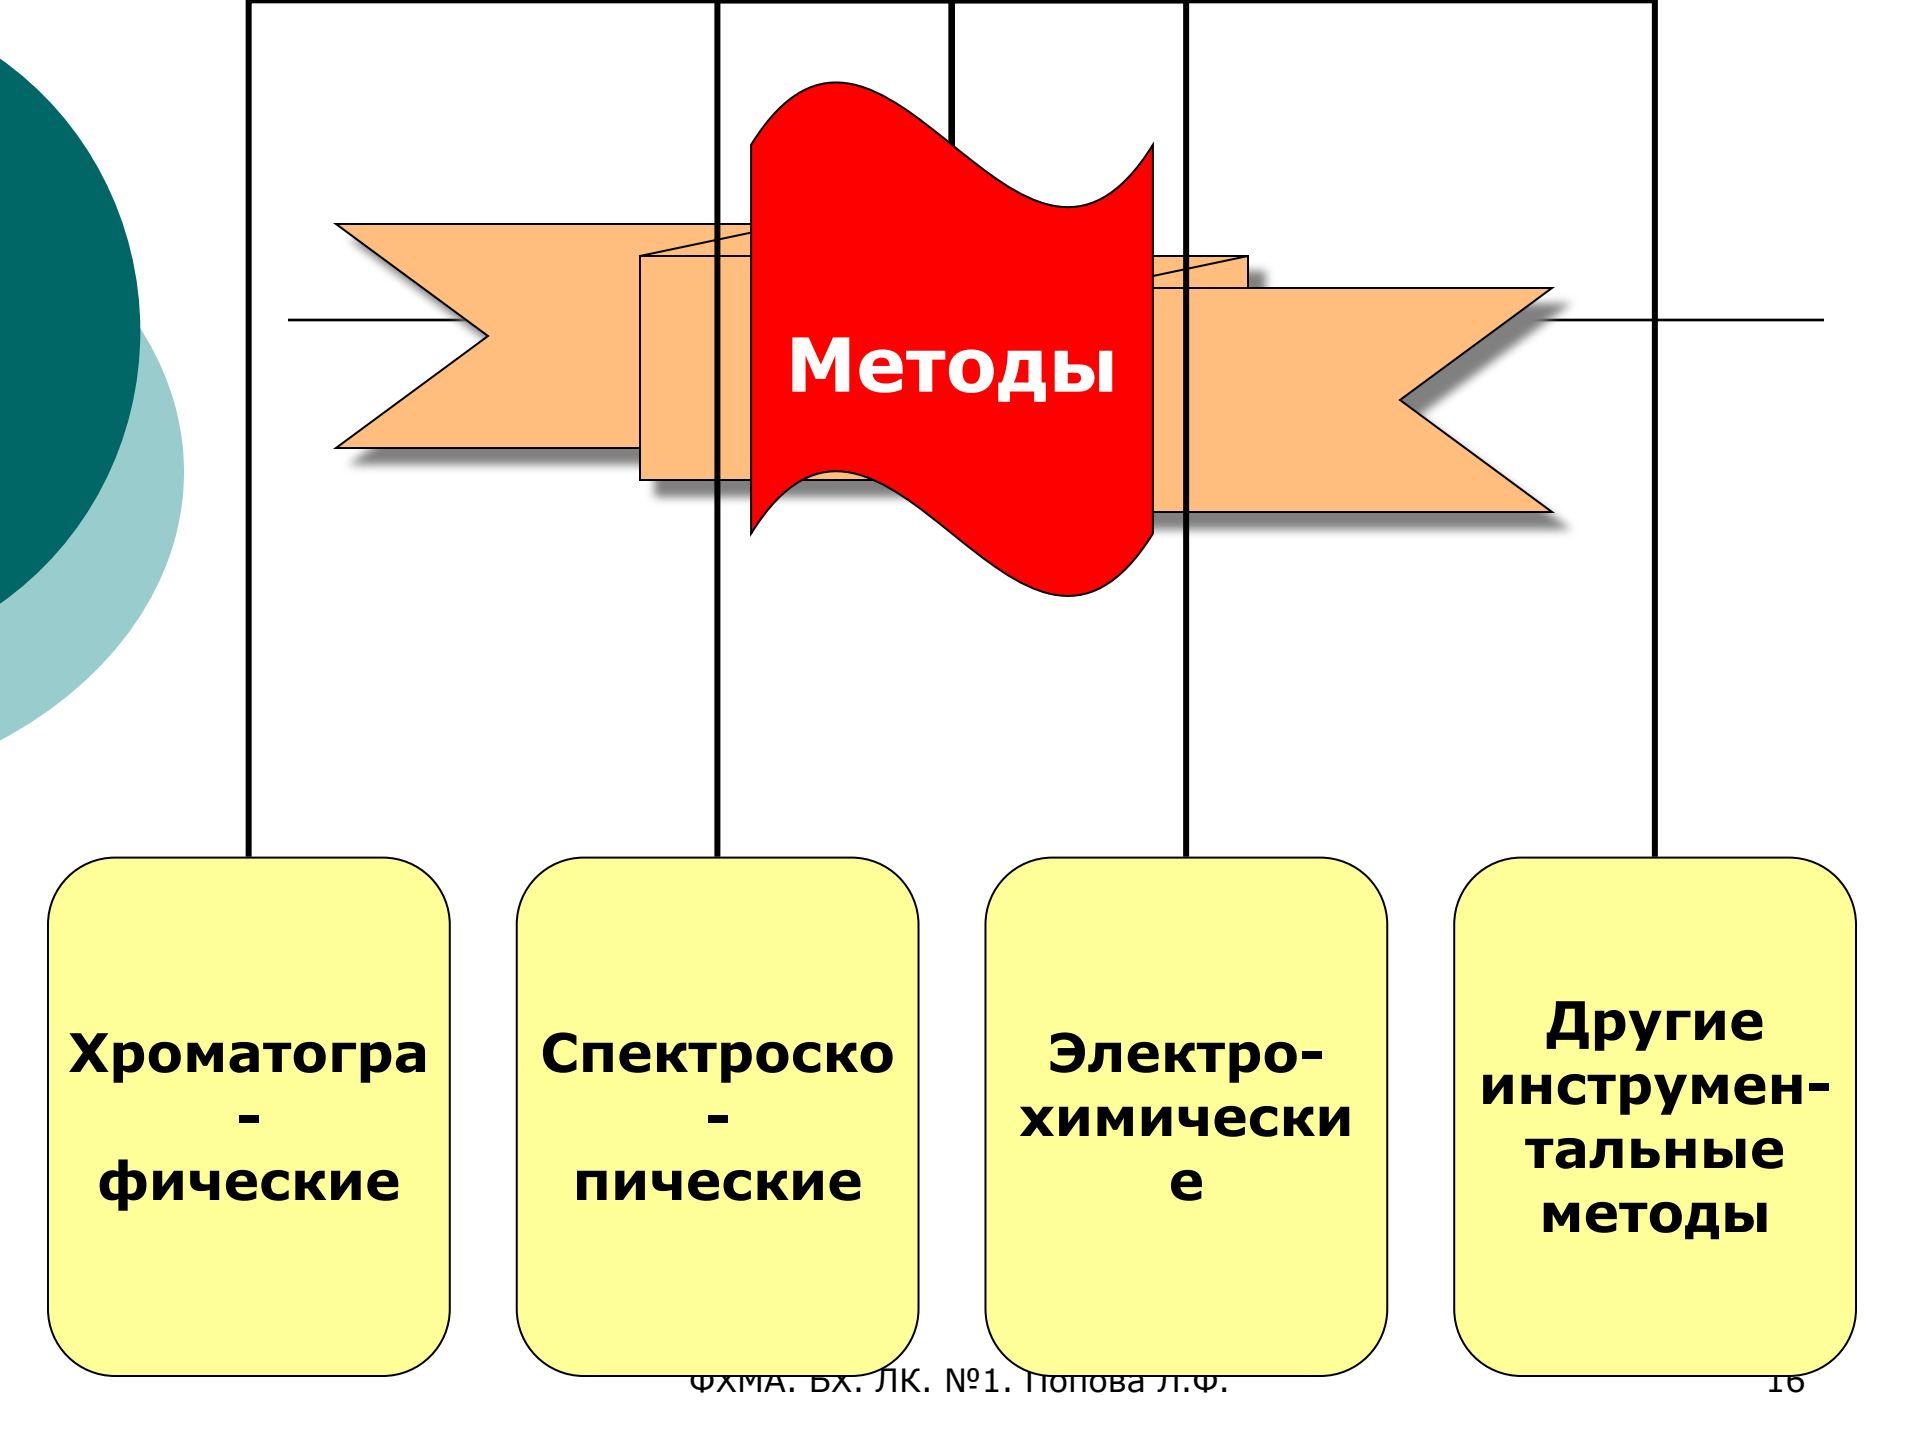 Методы
Хроматогра
-
фические
Спектроско
-
пические
Электро-
химически
е
Другие
инструмен-
тальные
методы
ФХМА. БХ. ЛК. №1. Попова Л.Ф.
16